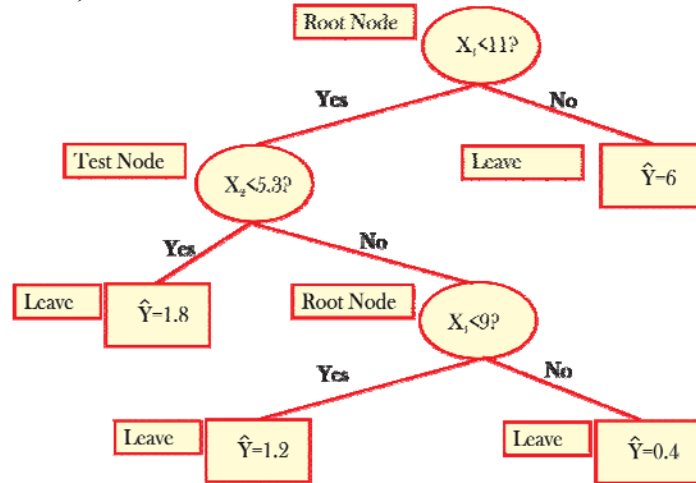 Root Node
X₁<11?
Yes
No
Test Node
X₂<5.3?
Leave
Ŷ=6
Yes
No
Leave
Ŷ=1.8
Root Node
X₁<9?
Yes
No
Leave
Ŷ=1.2
Leave
Ŷ=0.4